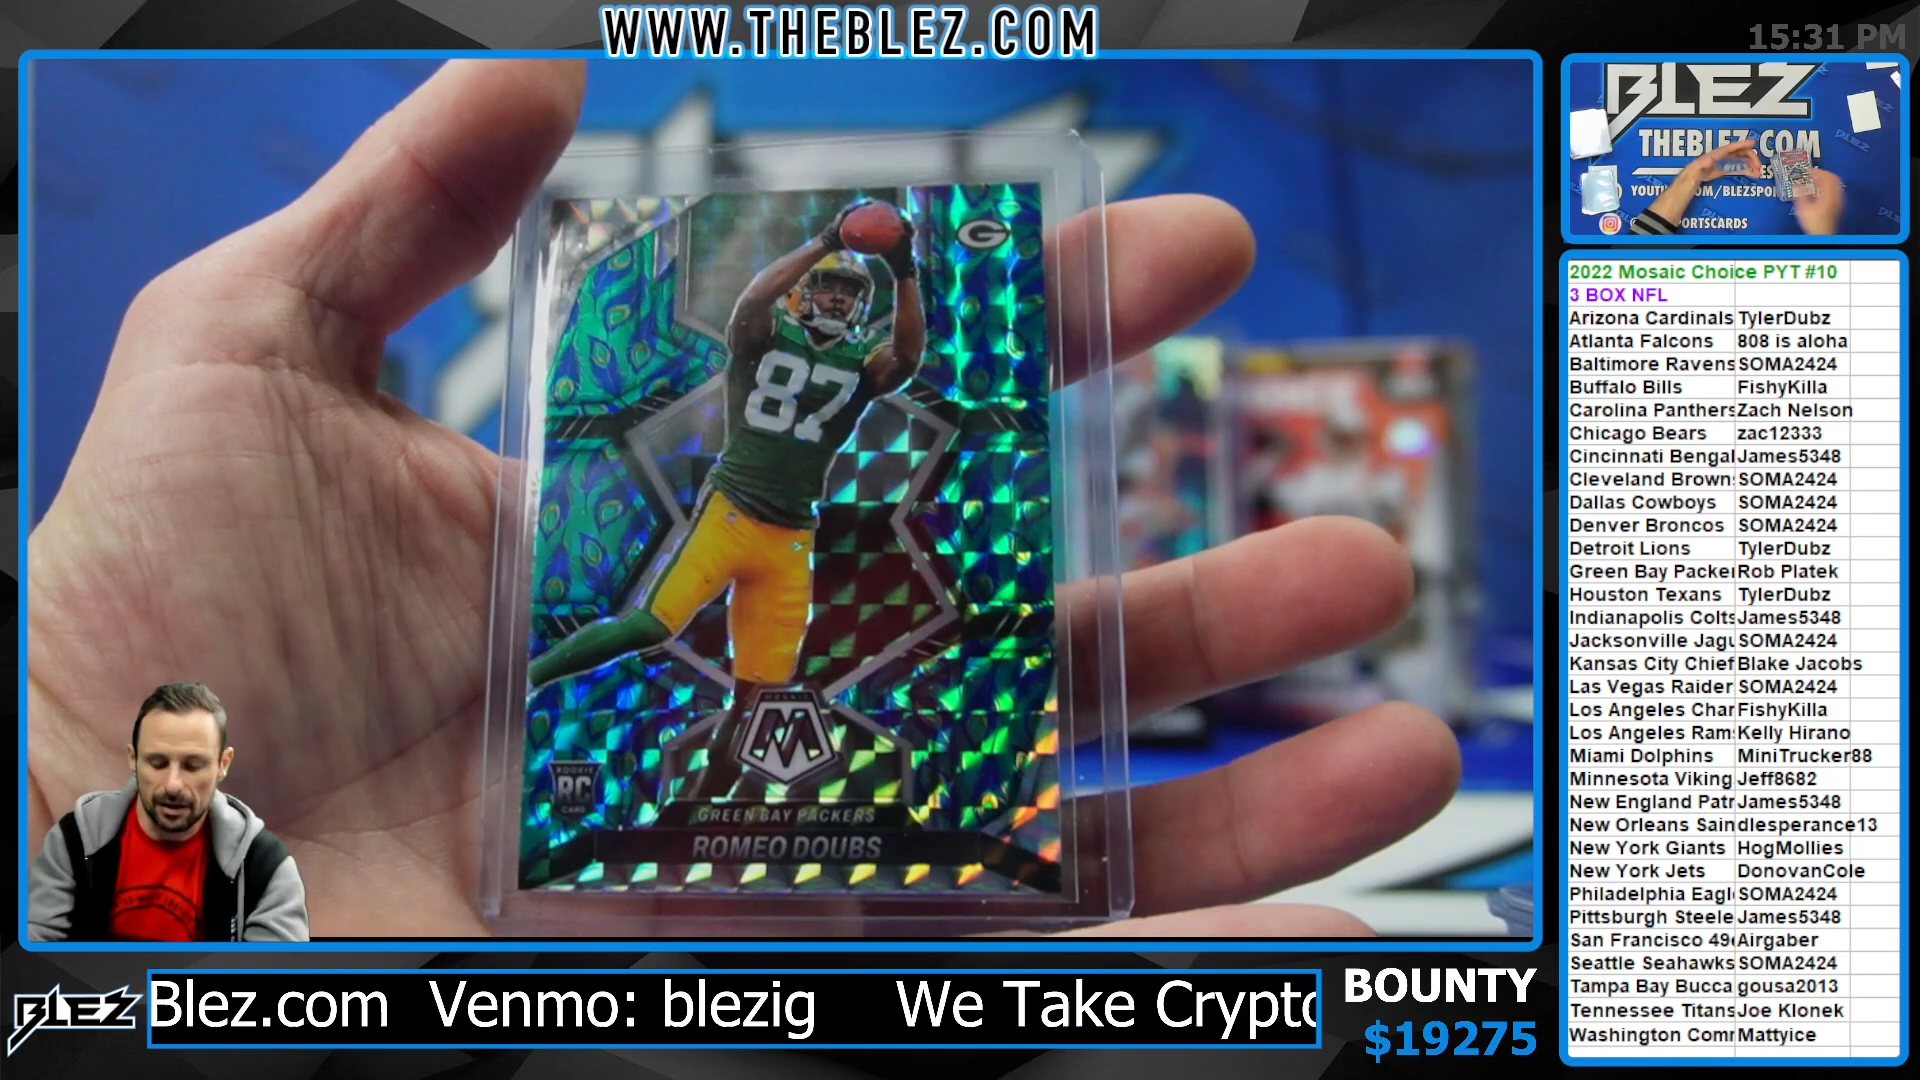 WWW.THEBLEZ.COM
15:31 PM
BLEZ
THEBLEZ.COM
G
87
M
ROOKIE
RC
CARD
GREEN BAY PACKERS
ROMEO DOUBS
2022 Mosaic Choice PYT #10
3 BOX NFL
Arizona Cardinals TylerDubz
Atlanta Falcons 808 is aloha
Baltimore Ravens SOMA2424
Buffalo Bills FishyKilla
Carolina Panthers Zach Nelson
Chicago Bears zac12333
Cincinnati Bengal James5348
Cleveland Brown SOMA2424
Dallas Cowboys SOMA2424
Denver Broncos SOMA2424
Detroit Lions TylerDubz
Green Bay Packer Rob Platek
Houston Texans TylerDubz
Indianapolis Colts James5348
Jacksonville Jagu SOMA2424
Kansas City Chief Blake Jacobs
Las Vegas Raider SOMA2424
Los Angeles Char FishyKilla
Los Angeles Ram Kelly Hirano
Miami Dolphins MiniTrucker88
Minnesota Viking Jeff8682
New England Patr James5348
New Orleans Sain dlesperance13
New York Giants HogMollies
New York Jets DonovanCole
Philadelphia Eagl SOMA2424
Pittsburgh Steele James5348
San Francisco 49 Airgaber
Seattle Seahawks SOMA2424
Tampa Bay Bucca gousa2013
Tennessee Titans Joe Klonek
Washington Com Mattyice
BLEZ
Blez.com Venmo: blezig We Take Crypto
BOUNTY
$19275